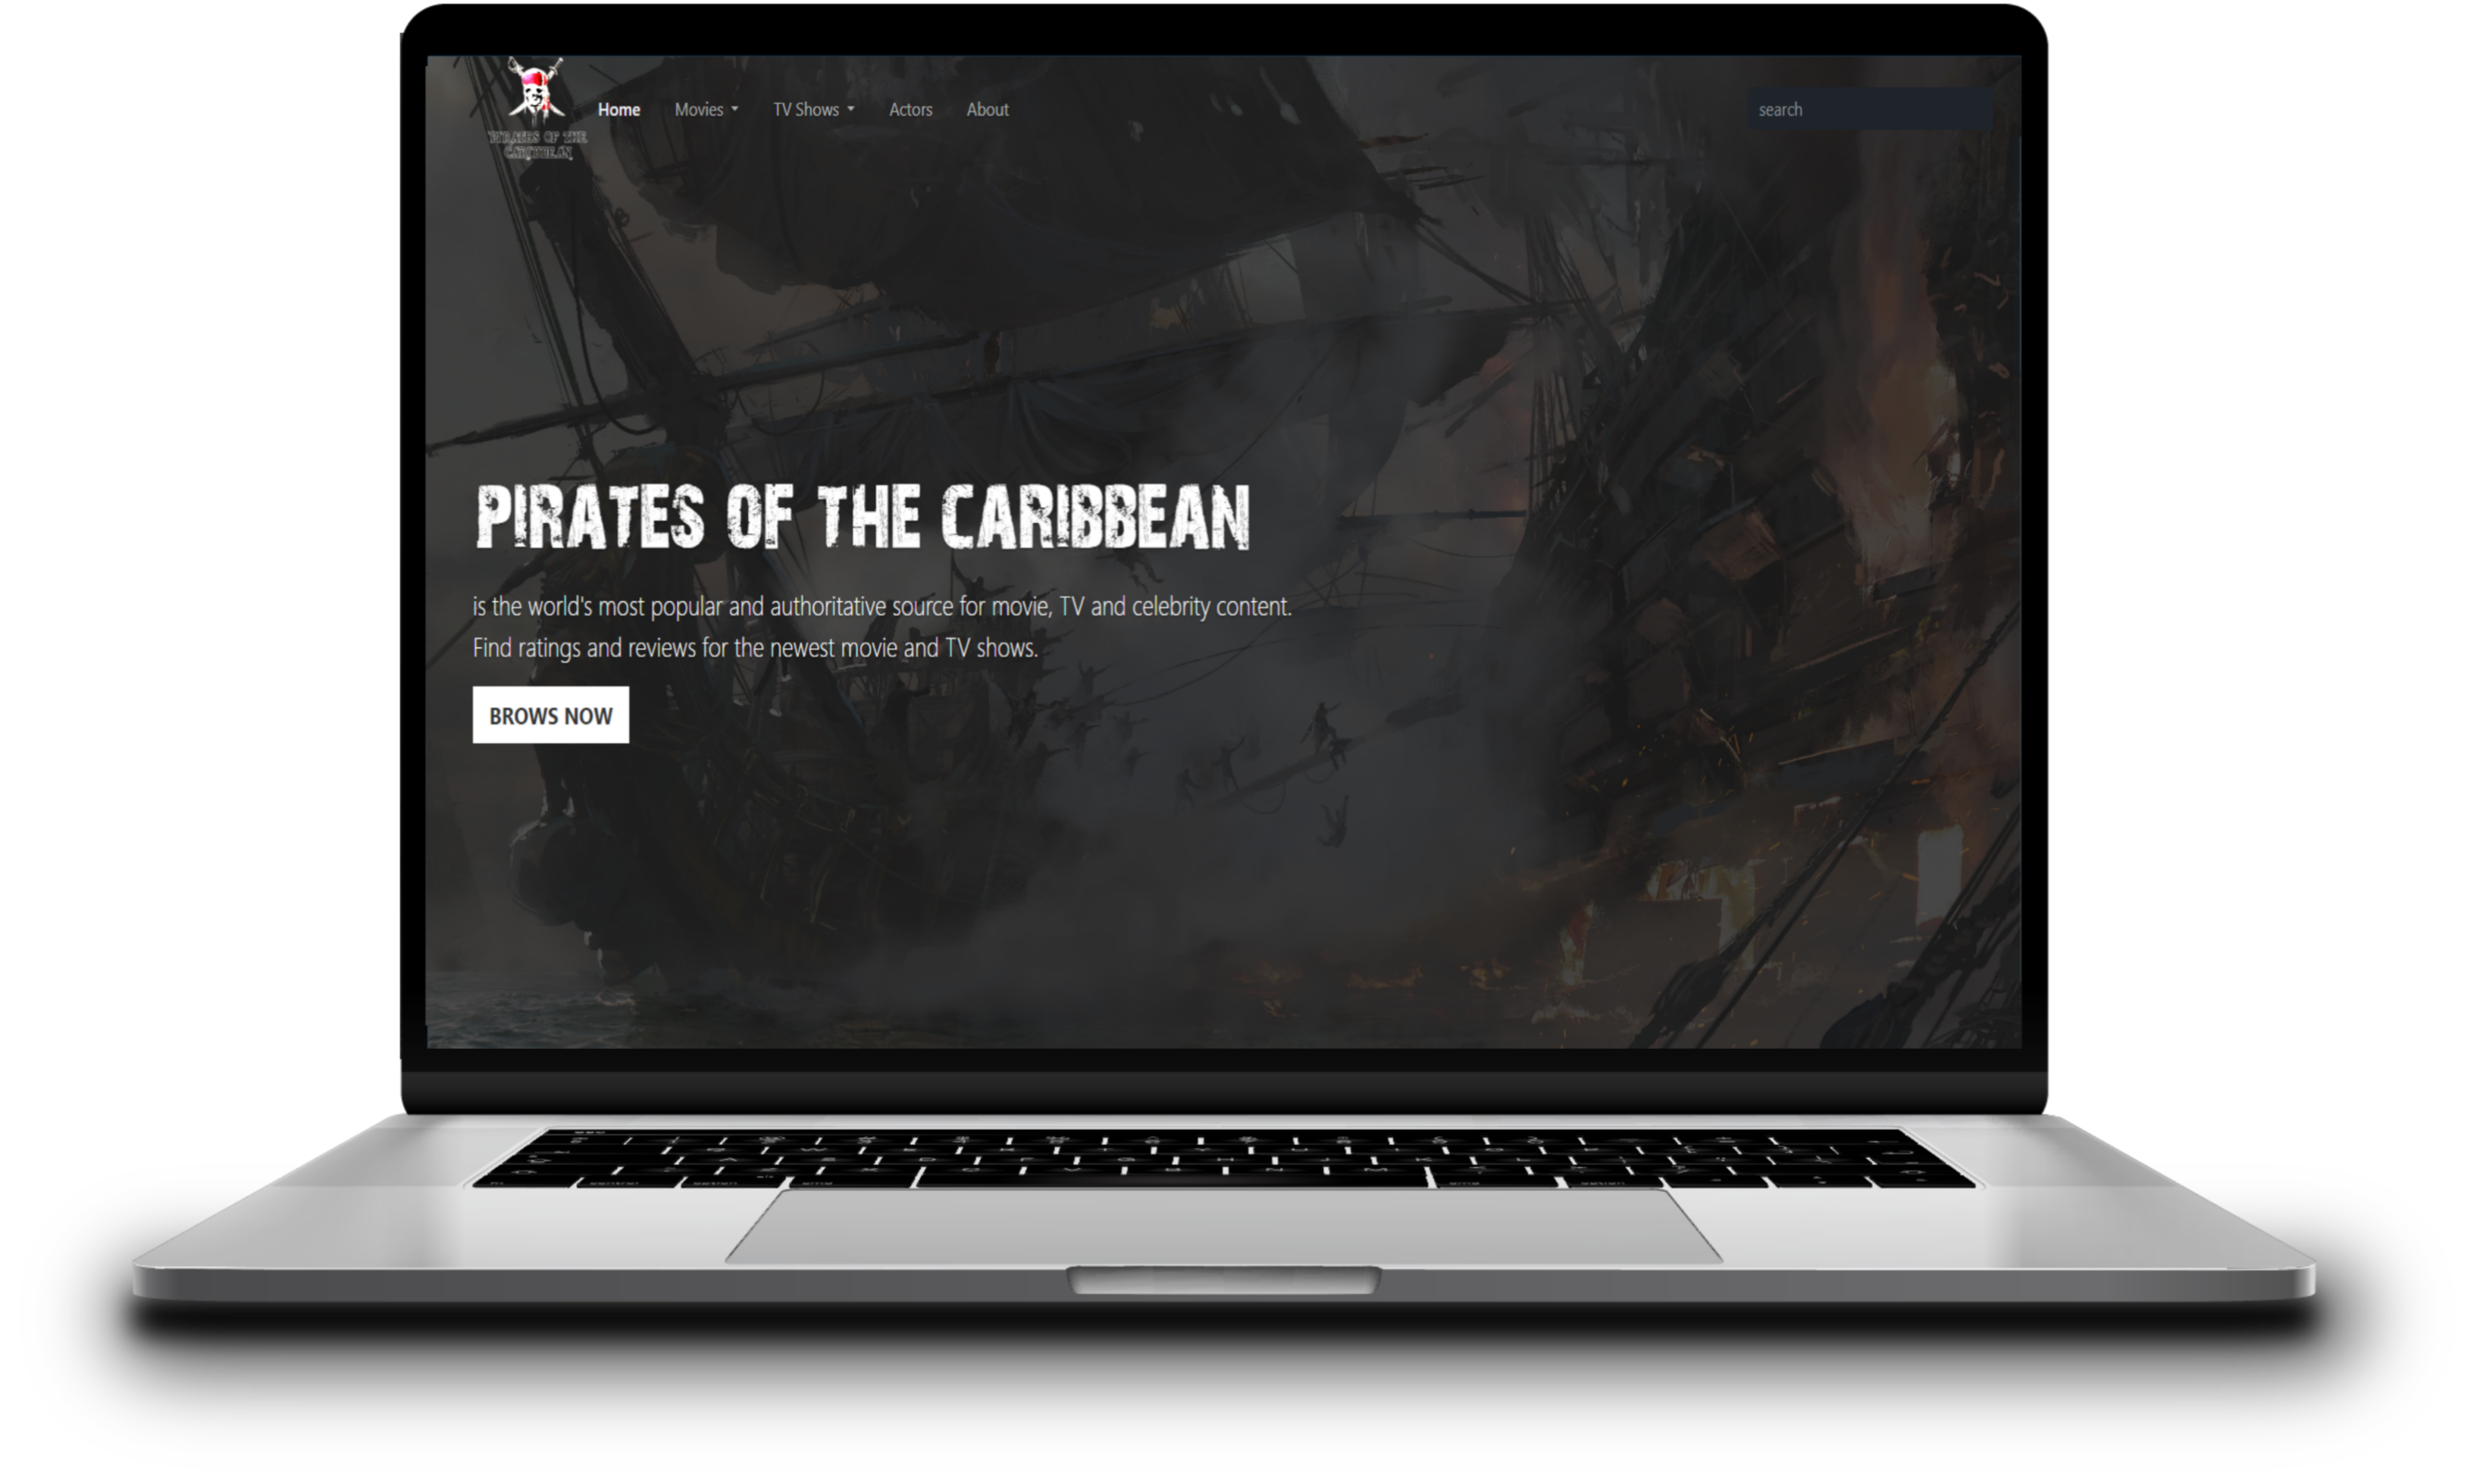 PIRATES OF THE
CARIBBEAN
Home Movies TV Shows Actors About search
PIRATES OF THE CARIBBEAN
is the world's most popular and authoritative source for movie, TV and celebrity content.
Find ratings and reviews for the newest movie and TV shows.
BROWS NOW